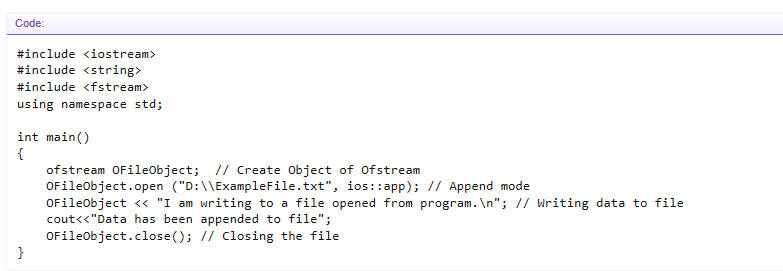 Code:
#include <iostream>
#include <string>
#include <fstream>
using namespace std;

int main()
{
    ofstream OFileObject;  // Create Object of Ofstream
    OFileObject.open ("D:\\ExampleFile.txt", ios::app); // Append mode
    OFileObject << "I am writing to a file opened from program.\n"; // Writing data to file
    cout<<"Data has been appended to file";
    OFileObject.close(); // Closing the file
}